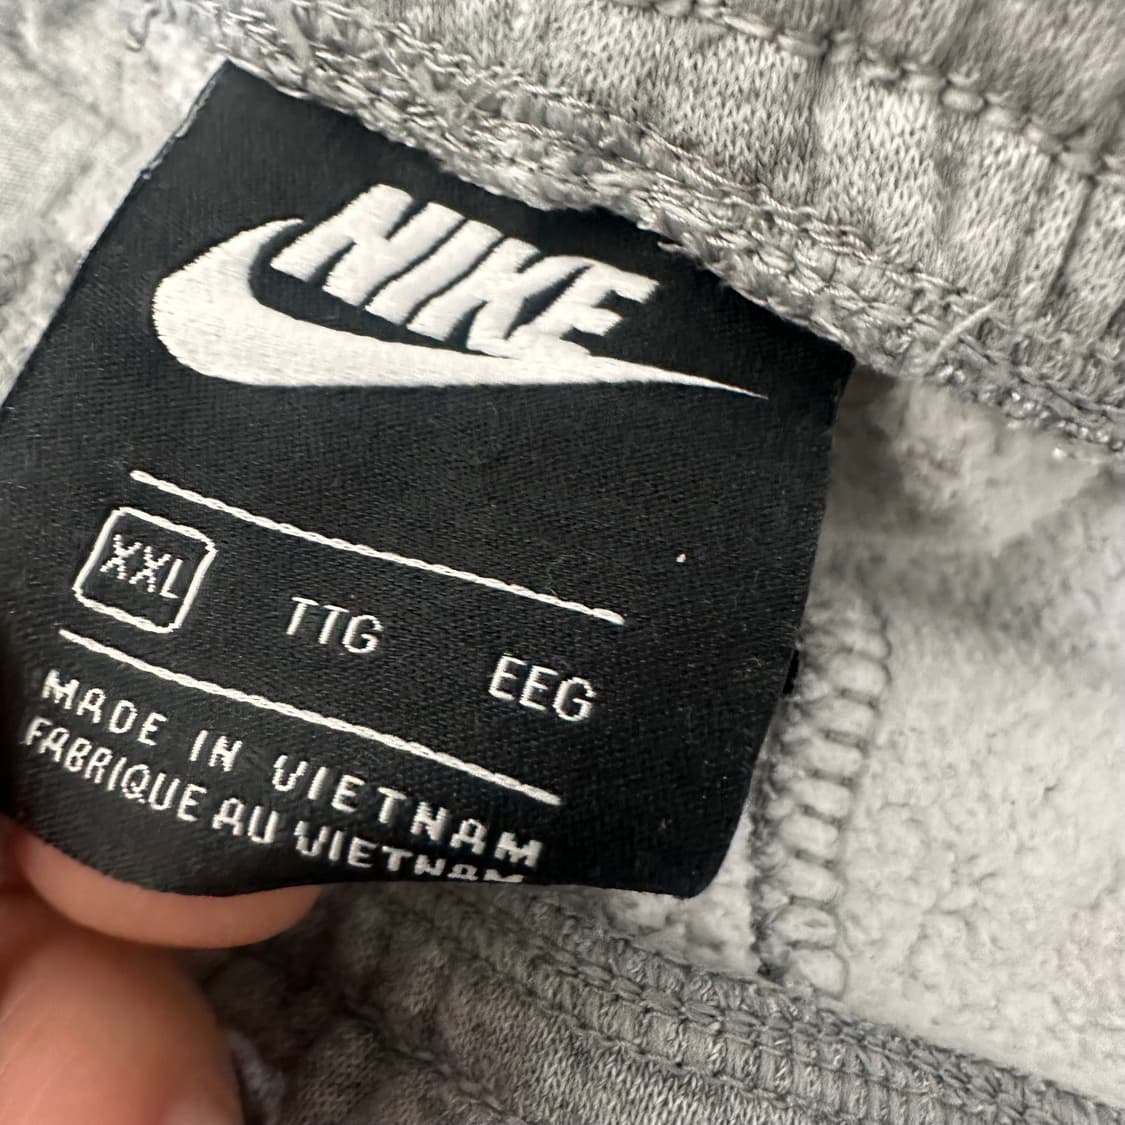 NIKE
XXL TTG EEG
MADE IN VIETNAM
FABRIQUE AU VIETNAM